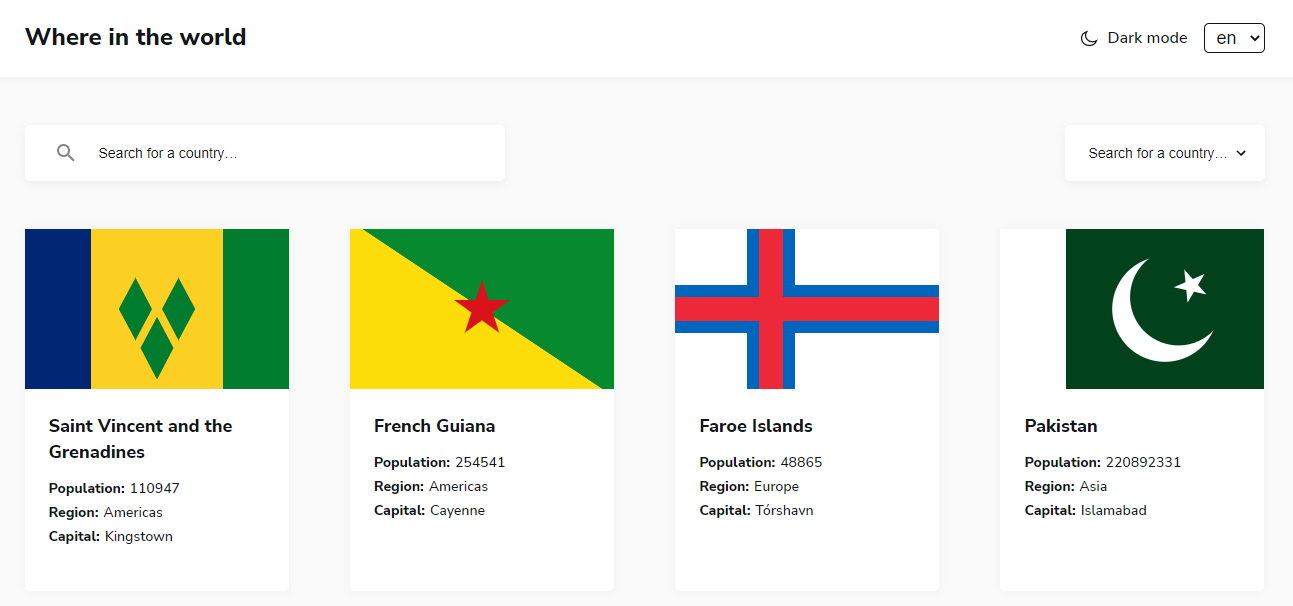 Where in the world
Dark mode
en
Search for a country…
Search for a country…
Saint Vincent and the
Grenadines
Population: 110947
Region: Americas
Capital: Kingstown
French Guiana
Population: 254541
Region: Americas
Capital: Cayenne
Faroe Islands
Population: 48865
Region: Europe
Capital: Tórshavn
Pakistan
Population: 220892331
Region: Asia
Capital: Islamabad